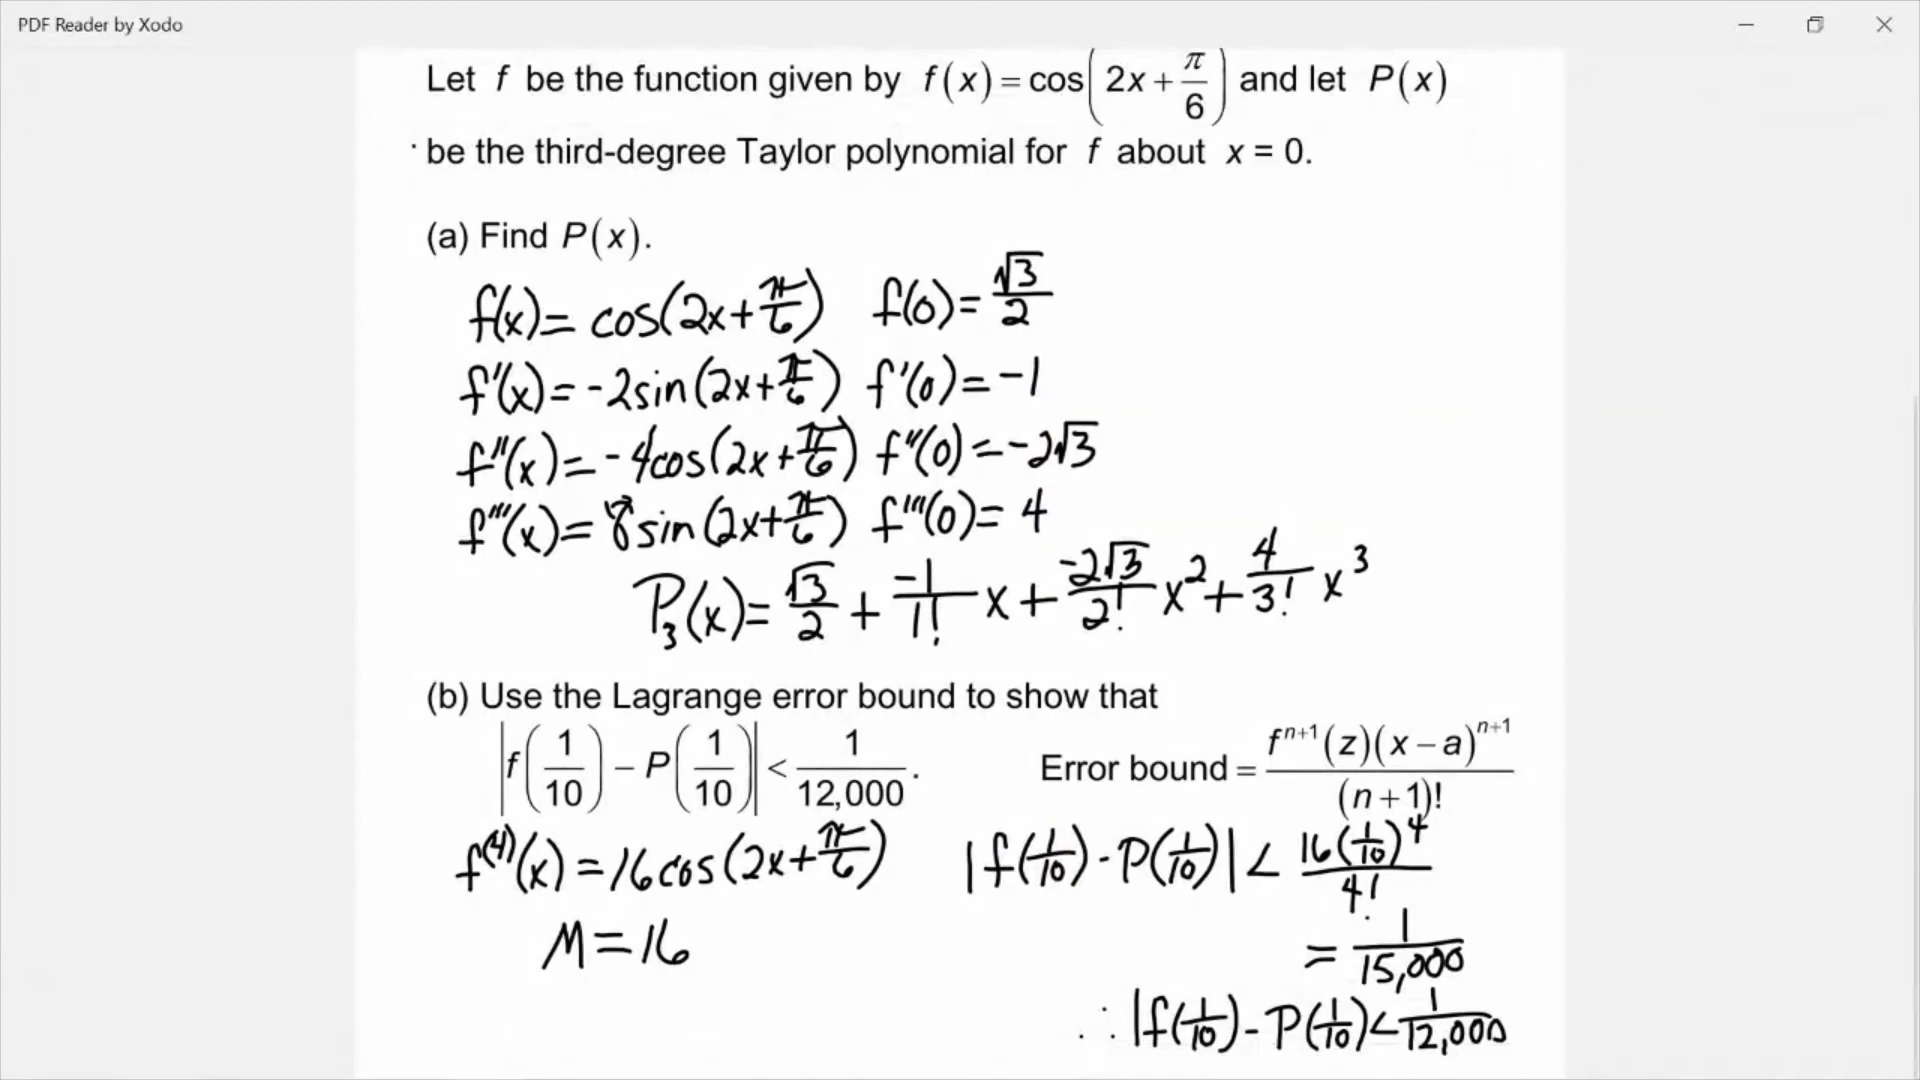 PDF Reader by Xodo
Let f be the function given by f(x) = cos(2x + π/6) and let P(x)
be the third-degree Taylor polynomial for f about x = 0.
(a) Find P(x).
f(x) = cos(2x + π/6) f(0) = √3/2
f'(x) = -2sin(2x + π/6) f'(0) = -1
f''(x) = -4cos(2x + π/6) f''(0) = -2√3
f'''(x) = 8sin(2x + π/6) f'''(0) = 4
P₃(x) = √3/2 + -1/1! x + -2√3/2! x² + 4/3! x³
(b) Use the Lagrange error bound to show that
|f(1/10) − P(1/10)| < 1/12,000. Error bound = fⁿ⁺¹(z)(x − a)ⁿ⁺¹/(n + 1)!
f⁽⁴⁾(x) = 16cos(2x + π/6) |f(1/10) - P(1/10)| < 16(1/10)⁴/4!
M = 16 = 1/15,000
∴ |f(1/10) - P(1/10) < 1/12,000